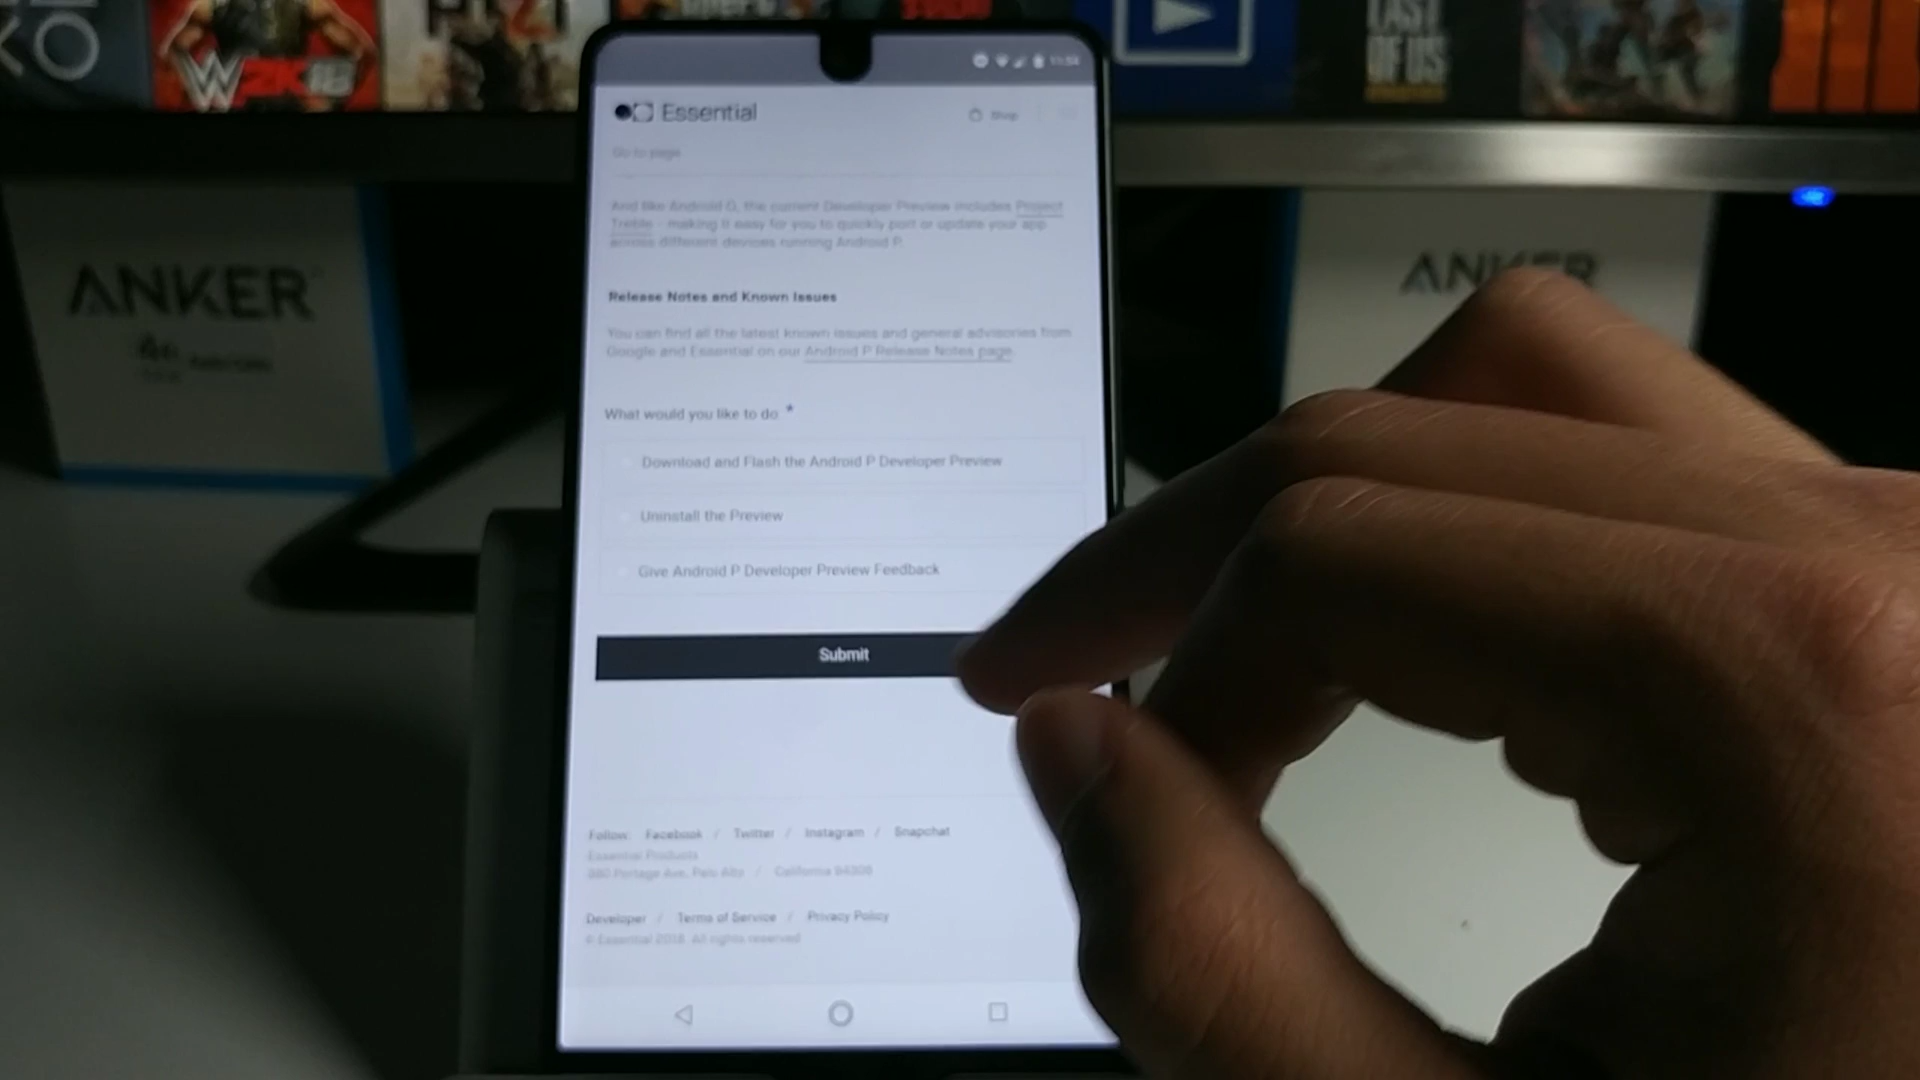 W2K18
LAST
OF US
11:54
Essential
Shop
Go to page
And like Android O, the current Developer Preview includes Project
Treble - making it easy for you to quickly port or update your app
across different devices running Android P.
ANKER
ANKER
Release Notes and Known Issues
You can find all the latest known issues and general advisories from
Google and Essential on our Android P Release Notes page.
What would you like to do *
Download and Flash the Android P Developer Preview
Uninstall the Preview
Give Android P Developer Preview Feedback
Submit
Follow: Facebook / Twitter / Instagram / Snapchat
Essential Products
380 Portage Ave, Palo Alto / California 94306
Developer / Terms of Service / Privacy Policy
© Essential 2018. All rights reserved